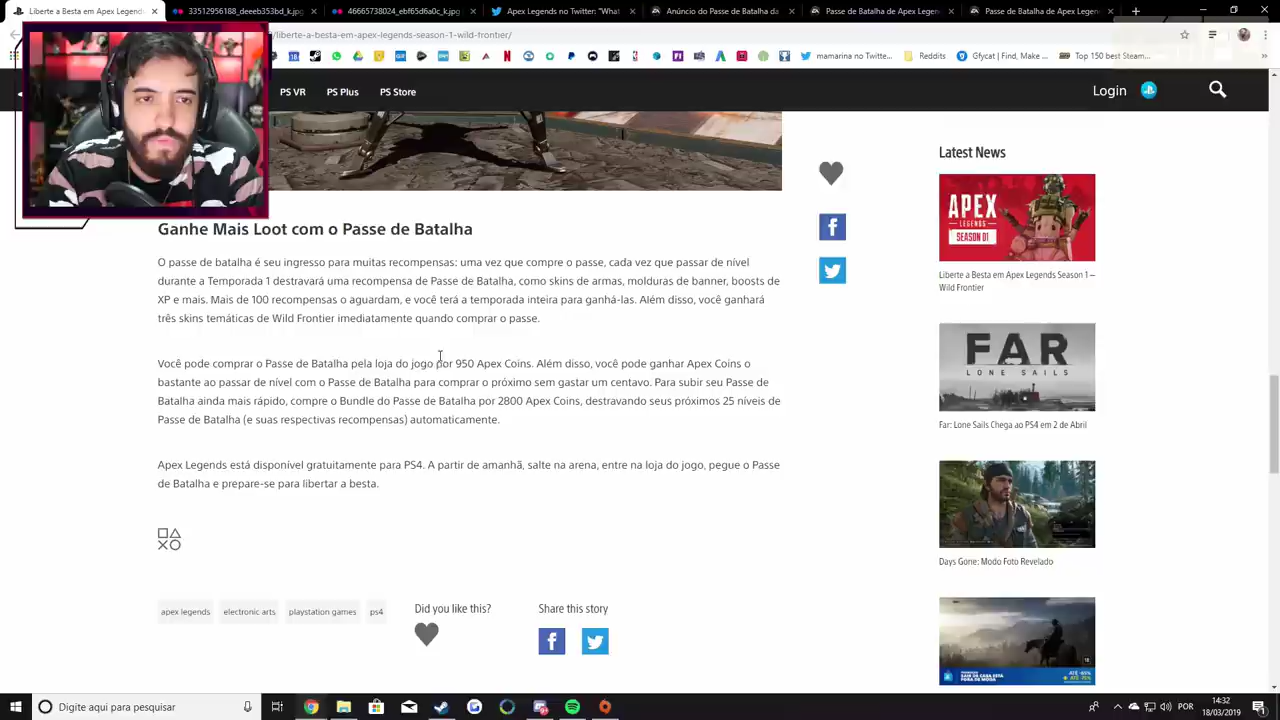 Liberte a Besta em Apex Legends
33512956188_deeeb353bd_k.jpg
46665738024_ebf65d6a0c_k.jpg
Apex Legends no Twitter: "What
Anúncio do Passe de Batalha da
Passe de Batalha de Apex Legen
Passe de Batalha de Apex Legen
/liberte-a-besta-em-apex-legends-season-1-wild-frontier/
mamarina no Twitte...
Reddits
Gfycat | Find, Make ...
Top 150 best Steam...
PS VR
PS Plus
PS Store
Login
Ganhe Mais Loot com o Passe de Batalha
O passe de batalha é seu ingresso para muitas recompensas: uma vez que compre o passe, cada vez que passar de nível
durante a Temporada 1 destravará uma recompensa de Passe de Batalha, como skins de armas, molduras de banner, boosts de
XP e mais. Mais de 100 recompensas o aguardam, e você terá a temporada inteira para ganhá-las. Além disso, você ganhará
três skins temáticas de Wild Frontier imediatamente quando comprar o passe.
Você pode comprar o Passe de Batalha pela loja do jogo por 950 Apex Coins. Além disso, você pode ganhar Apex Coins o
bastante ao passar de nível com o Passe de Batalha para comprar o próximo sem gastar um centavo. Para subir seu Passe de
Batalha ainda mais rápido, compre o Bundle do Passe de Batalha por 2800 Apex Coins, destravando seus próximos 25 níveis de
Passe de Batalha (e suas respectivas recompensas) automaticamente.
Apex Legends está disponível gratuitamente para PS4. A partir de amanhã, salte na arena, entre na loja do jogo, pegue o Passe
de Batalha e prepare-se para libertar a besta.
apex legends
electronic arts
playstation games
ps4
Did you like this?
Share this story
Latest News
APEX
LEGENDS
SEASON 01
Liberte a Besta em Apex Legends Season 1 –
Wild Frontier
FAR
LONE SAILS
Far: Lone Sails Chega ao PS4 em 2 de Abril
Days Gone: Modo Foto Revelado
Digite aqui para pesquisar
POR
14:32
18/03/2019